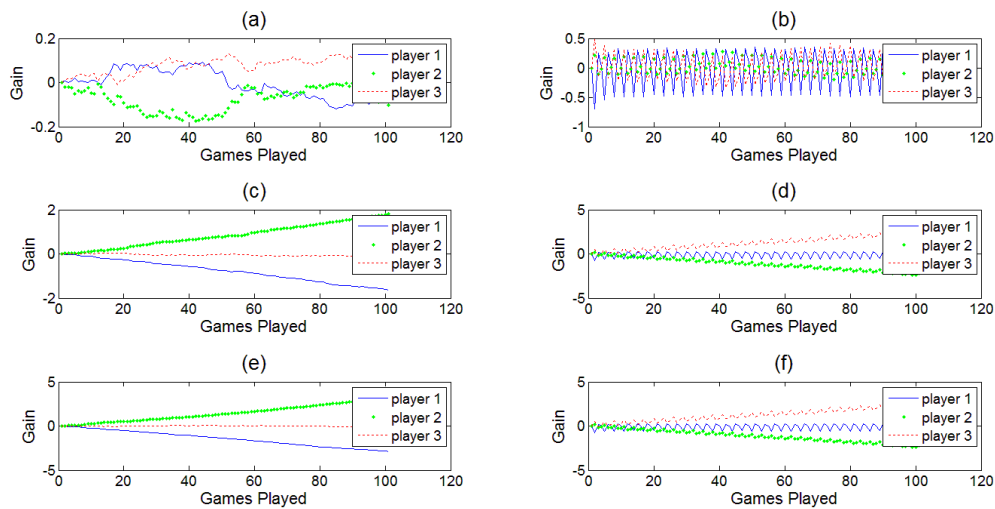 (a)
0.2
0
-0.2
Gain
0 20 40 60 80 100 120
Games Played
player 1
player 2
player 3
(b)
0.5
0
-0.5
-1
Gain
0 20 40 60 80 100 120
Games Played
player 1
player 2
player 3
(c)
2
0
-2
Gain
0 20 40 60 80 100 120
Games Played
player 1
player 2
player 3
(d)
5
0
-5
Gain
0 20 40 60 80 100 120
Games Played
player 1
player 2
player 3
(e)
5
0
-5
Gain
0 20 40 60 80 100 120
Games Played
player 1
player 2
player 3
(f)
5
0
-5
Gain
0 20 40 60 80 100 120
Games Played
player 1
player 2
player 3